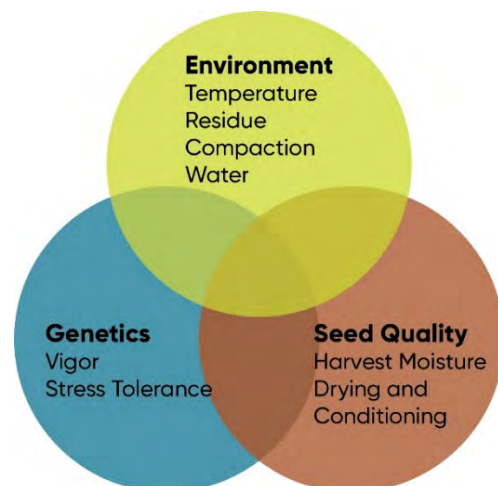 Environment
Temperature
Residue
Compaction
Water
Genetics
Vigor
Stress Tolerance
Seed Quality
Harvest Moisture
Drying and
Conditioning